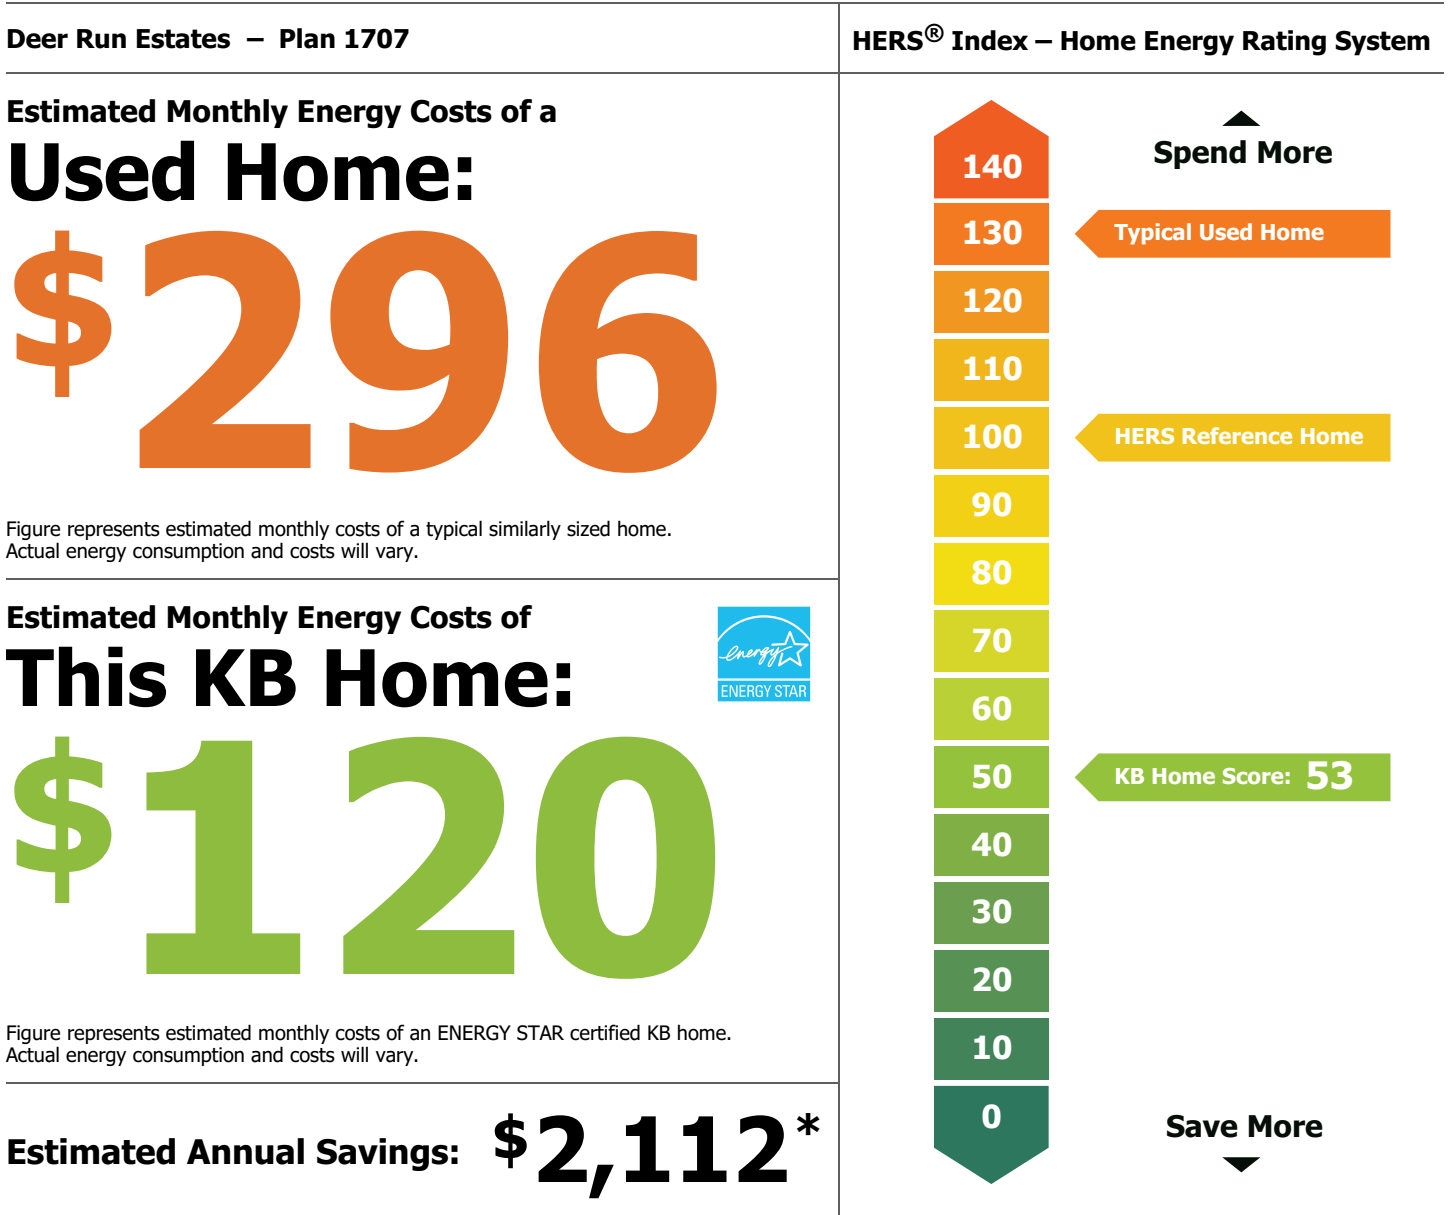 Deer Run Estates – Plan 1707
Estimated Monthly Energy Costs of a
Used Home:
$296
Figure represents estimated monthly costs of a typical similarly sized home.
Actual energy consumption and costs will vary.
Estimated Monthly Energy Costs of
This KB Home:
energy
ENERGY STAR
$120
Figure represents estimated monthly costs of an ENERGY STAR certified KB home.
Actual energy consumption and costs will vary.
Estimated Annual Savings: $2,112*
HERS® Index – Home Energy Rating System
Spend More
140
130 Typical Used Home
120
110
100 HERS Reference Home
90
80
70
60
50 KB Home Score: 53
40
30
20
10
0
Save More